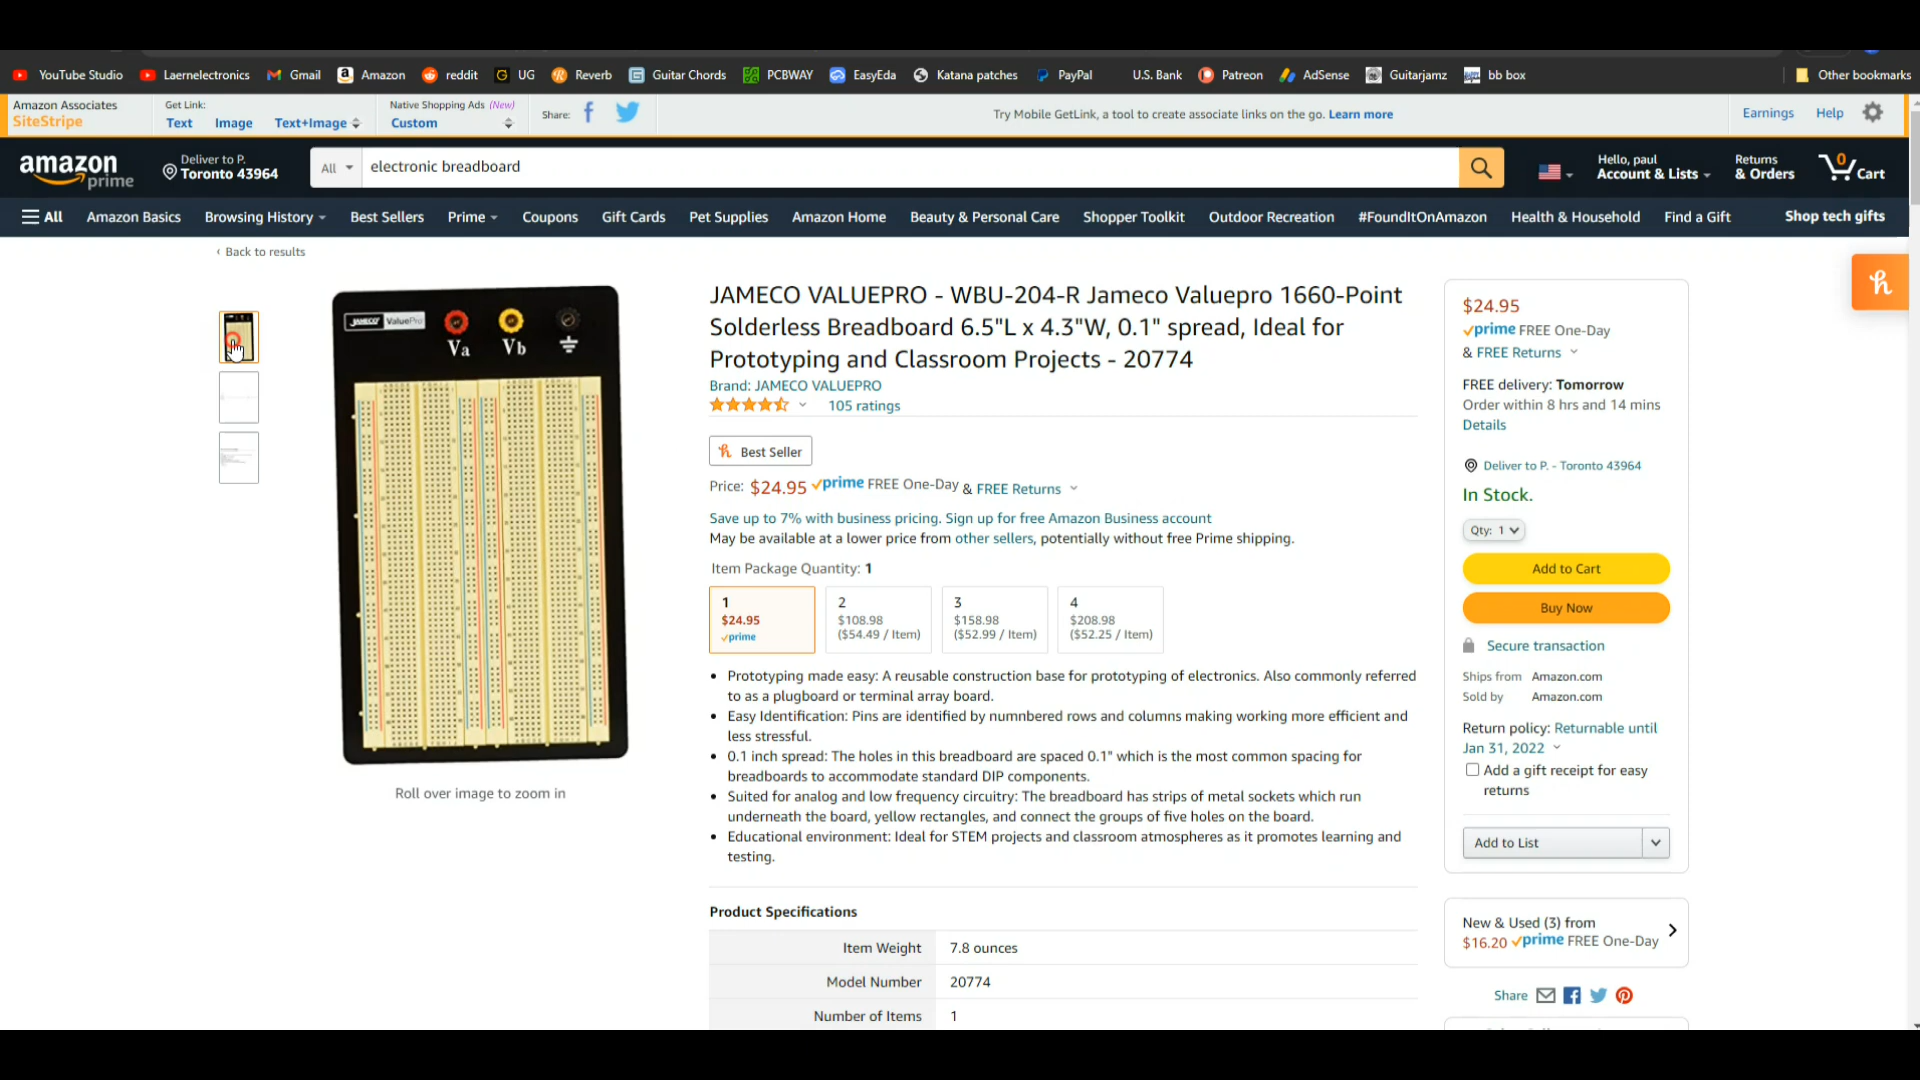 YouTube Studio Laernelectronics Gmail Amazon reddit UG Reverb Guitar Chords PCBWAY EasyEda Katana patches PayPal U.S. Bank Patreon AdSense Guitarjamz bb box Other bookmarks
Amazon Associates
SiteStripe
Get Link:
Text Image Text+Image
Native Shopping Ads (New)
Custom
Share:
Try Mobile GetLink, a tool to create associate links on the go. Learn more
Earnings Help
amazon
prime
Deliver to P.
Toronto 43964
All
electronic breadboard
Hello, paul
Account & Lists
Returns
& Orders
0
Cart
All Amazon Basics Browsing History Best Sellers Prime Coupons Gift Cards Pet Supplies Amazon Home Beauty & Personal Care Shopper Toolkit Outdoor Recreation #FoundItOnAmazon Health & Household Find a Gift Shop tech gifts
‹ Back to results
JAMECO ValuePro
Va Vb
Roll over image to zoom in
JAMECO VALUEPRO - WBU-204-R Jameco Valuepro 1660-Point
Solderless Breadboard 6.5"L x 4.3"W, 0.1" spread, Ideal for
Prototyping and Classroom Projects - 20774
Brand: JAMECO VALUEPRO
105 ratings
Best Seller
Price: $24.95 prime FREE One-Day & FREE Returns
Save up to 7% with business pricing. Sign up for free Amazon Business account
May be available at a lower price from other sellers, potentially without free Prime shipping.
Item Package Quantity: 1
1
$24.95
prime
2
$108.98
($54.49 / Item)
3
$158.98
($52.99 / Item)
4
$208.98
($52.25 / Item)
• Prototyping made easy: A reusable construction base for prototyping of electronics. Also commonly referred
to as a plugboard or terminal array board.
• Easy Identification: Pins are identified by numnbered rows and columns making working more efficient and
less stressful.
• 0.1 inch spread: The holes in this breadboard are spaced 0.1" which is the most common spacing for
breadboards to accommodate standard DIP components.
• Suited for analog and low frequency circuitry: The breadboard has strips of metal sockets which run
underneath the board, yellow rectangles, and connect the groups of five holes on the board.
• Educational environment: Ideal for STEM projects and classroom atmospheres as it promotes learning and
testing.
Product Specifications
Item Weight 7.8 ounces
Model Number 20774
Number of Items 1
$24.95
prime FREE One-Day
& FREE Returns
FREE delivery: Tomorrow
Order within 8 hrs and 14 mins
Details
Deliver to P. - Toronto 43964
In Stock.
Qty: 1
Add to Cart
Buy Now
Secure transaction
Ships from Amazon.com
Sold by Amazon.com
Return policy: Returnable until
Jan 31, 2022
Add a gift receipt for easy
returns
Add to List
New & Used (3) from
$16.20 prime FREE One-Day
Share